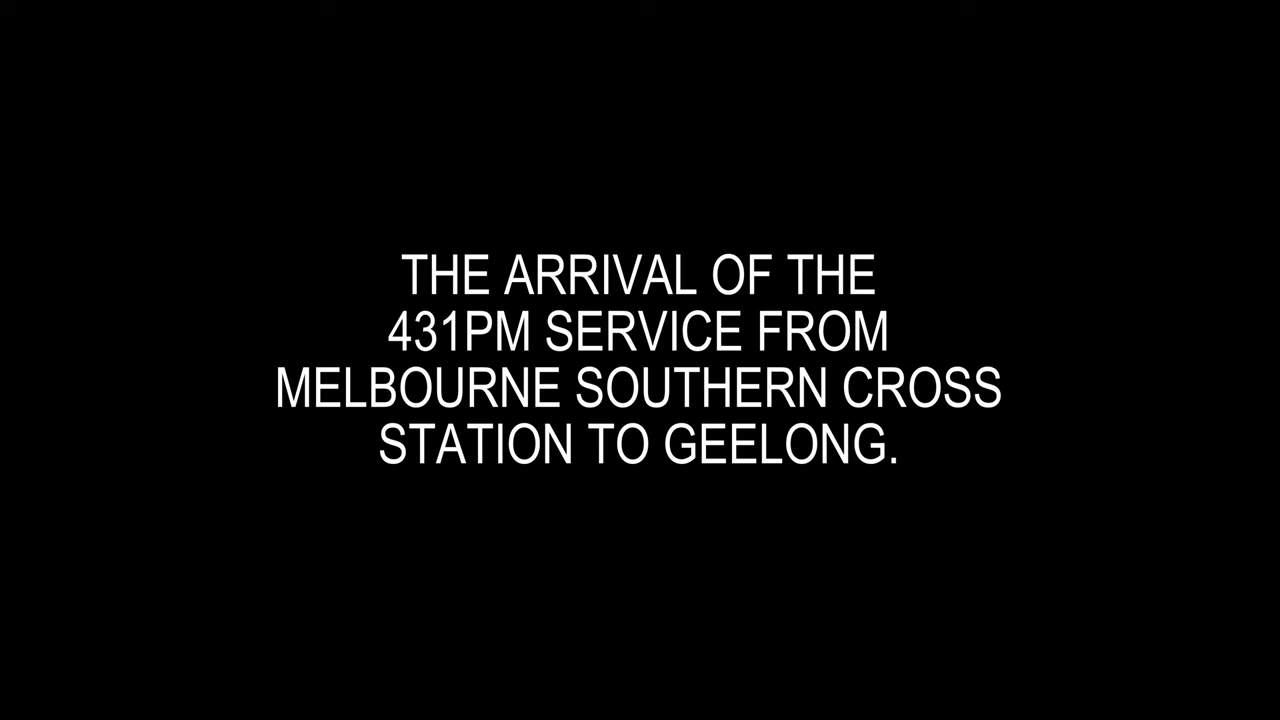 THE ARRIVAL OF THE
431PM SERVICE FROM
MELBOURNE SOUTHERN CROSS
STATION TO GEELONG.